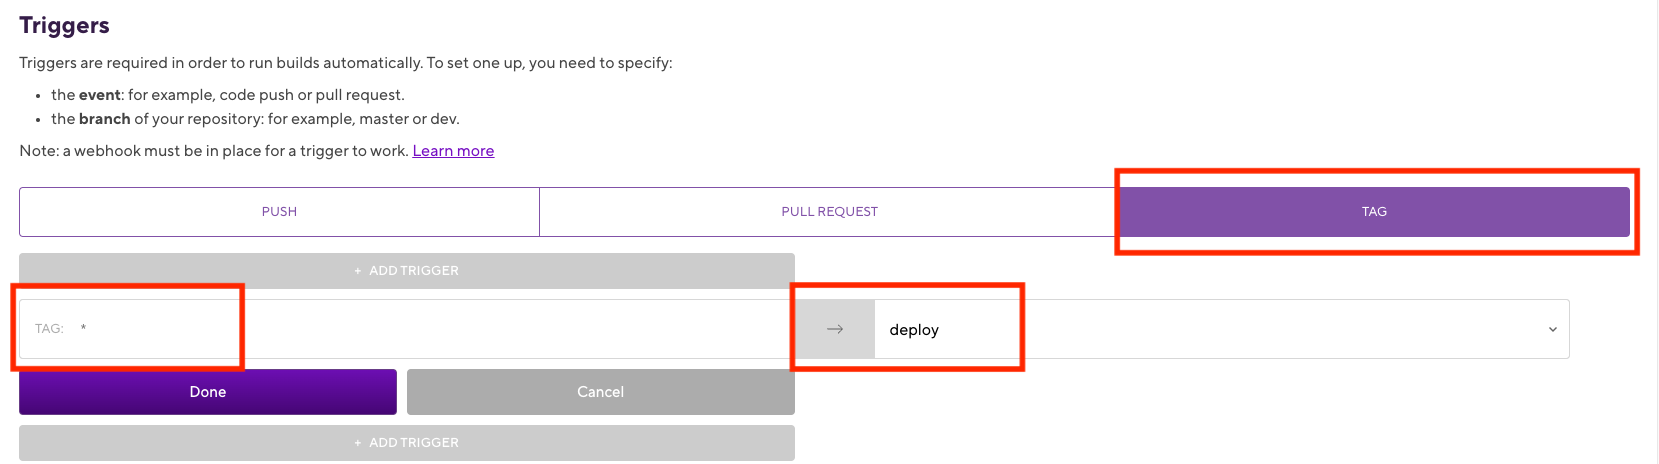 Triggers
Triggers are required in order to run builds automatically. To set one up, you need to specify:
• the event: for example, code push or pull request.
• the branch of your repository: for example, master or dev.
Note: a webhook must be in place for a trigger to work. Learn more
PUSH PULL REQUEST TAG
+ ADD TRIGGER
TAG: * → deploy
Done Cancel
+ ADD TRIGGER